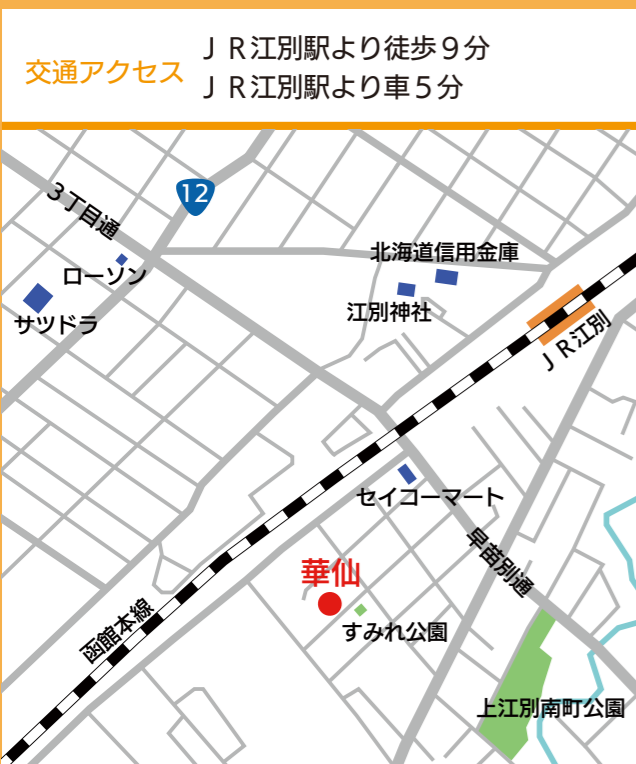 交通アクセス
ＪＲ江別駅より徒歩９分
ＪＲ江別駅より車５分
12
３丁目通
北海道信用金庫
ローソン
江別神社
サツドラ
ＪＲ江別
セイコーマート
早苗別通
華仙
函館本線
すみれ公園
上江別南町公園